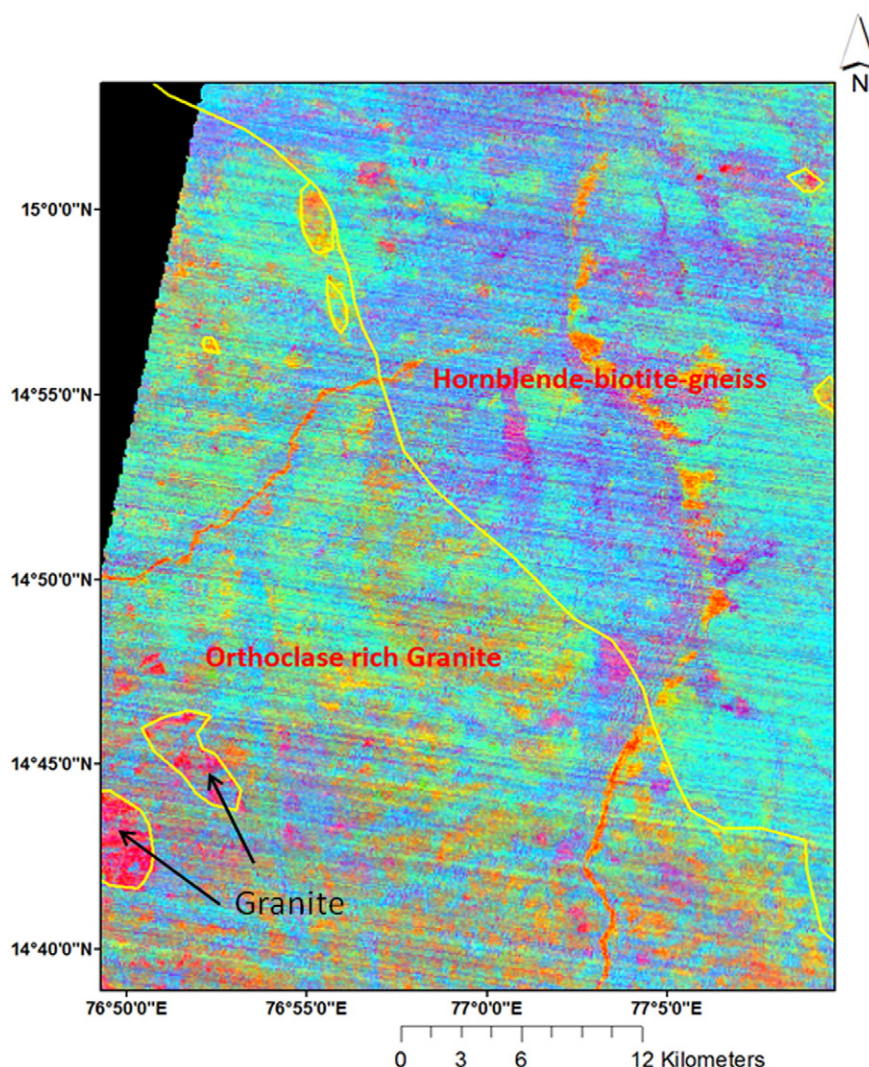 N
15°0'0"N
14°55'0"N
Hornblende-biotite-gneiss
14°50'0"N
Orthoclase rich Granite
14°45'0"N
Granite
14°40'0"N
76°50'0"E 76°55'0"E 77°0'0"E 77°5'0"E
0 3 6 12 Kilometers